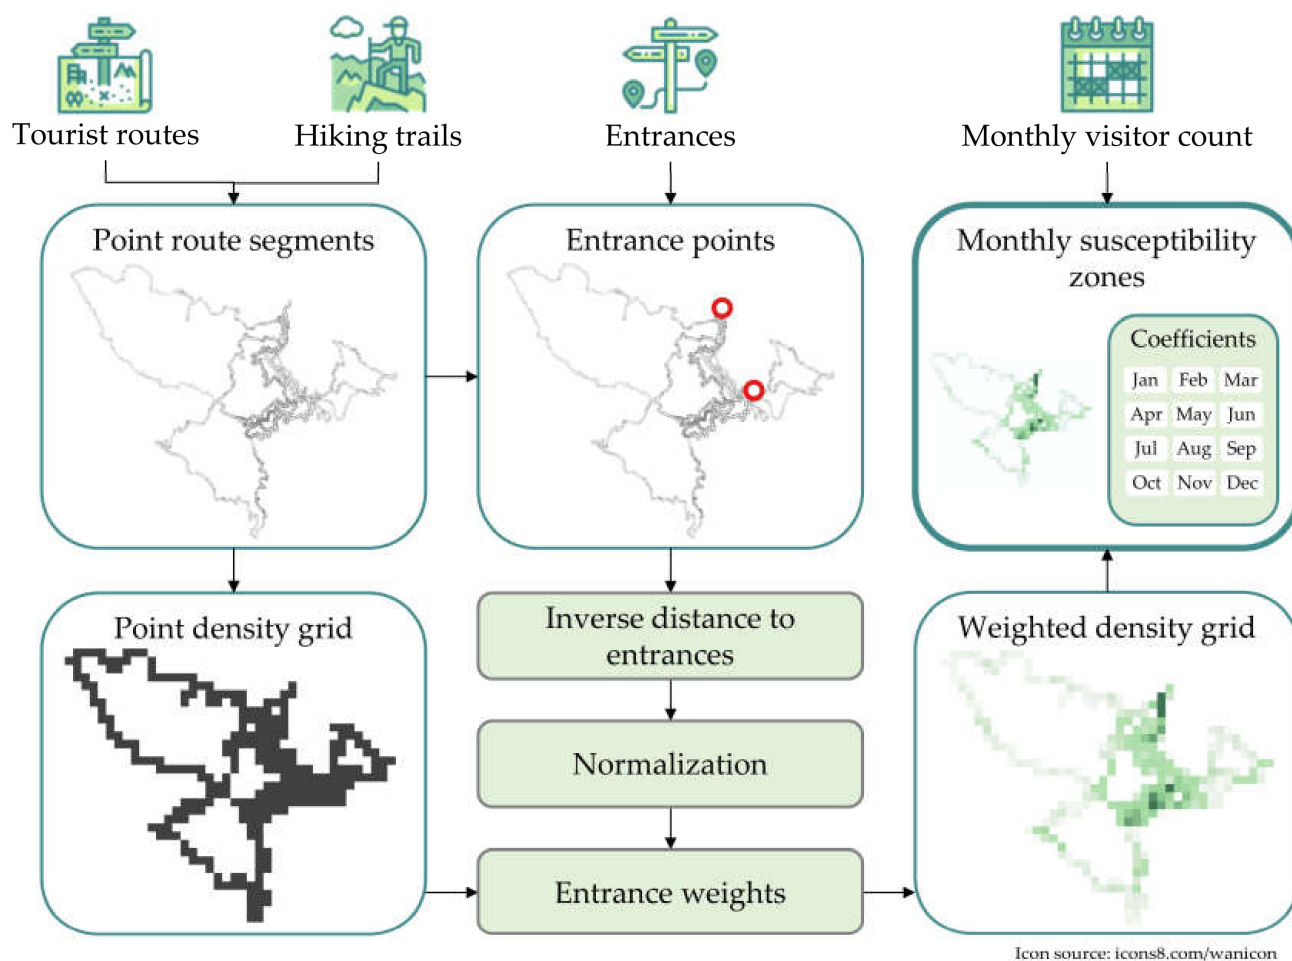 Tourist routes
Hiking trails
Entrances
Monthly visitor count
Point route segments
Entrance points
Monthly susceptibility
zones
Coefficients
Jan Feb Mar
Apr May Jun
Jul Aug Sep
Oct Nov Dec
Point density grid
Inverse distance to
entrances
Normalization
Entrance weights
Weighted density grid
Icon source: icons8.com/wanicon